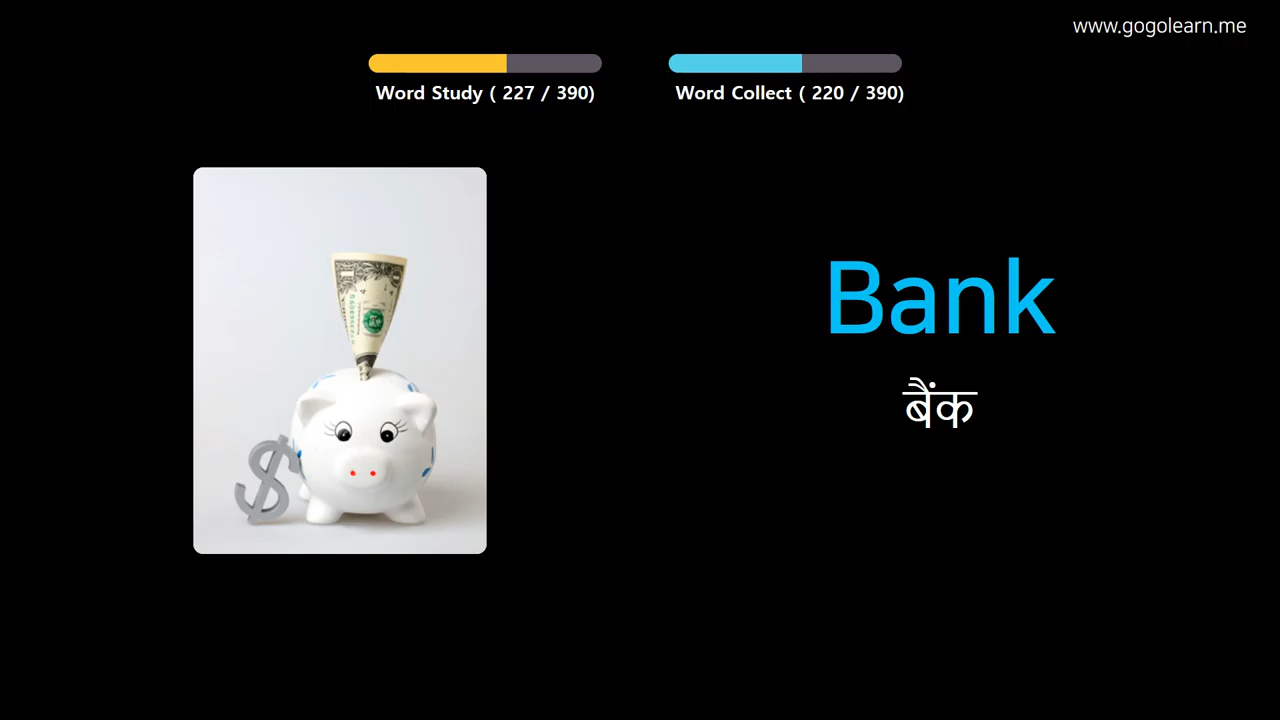 www.gogolearn.me
Word Study ( 227 / 390)
Word Collect ( 220 / 390)
Bank
बैंक
$